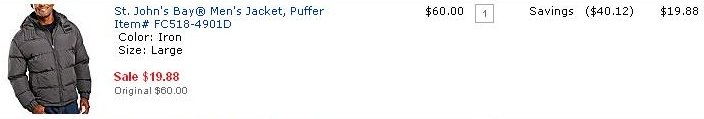 St. John's Bay® Men's Jacket, Puffer $60.00 1 Savings ($40.12) $19.88
Item# FC518-4901D
Color: Iron
Size: Large
Sale $19.88
Original $60.00